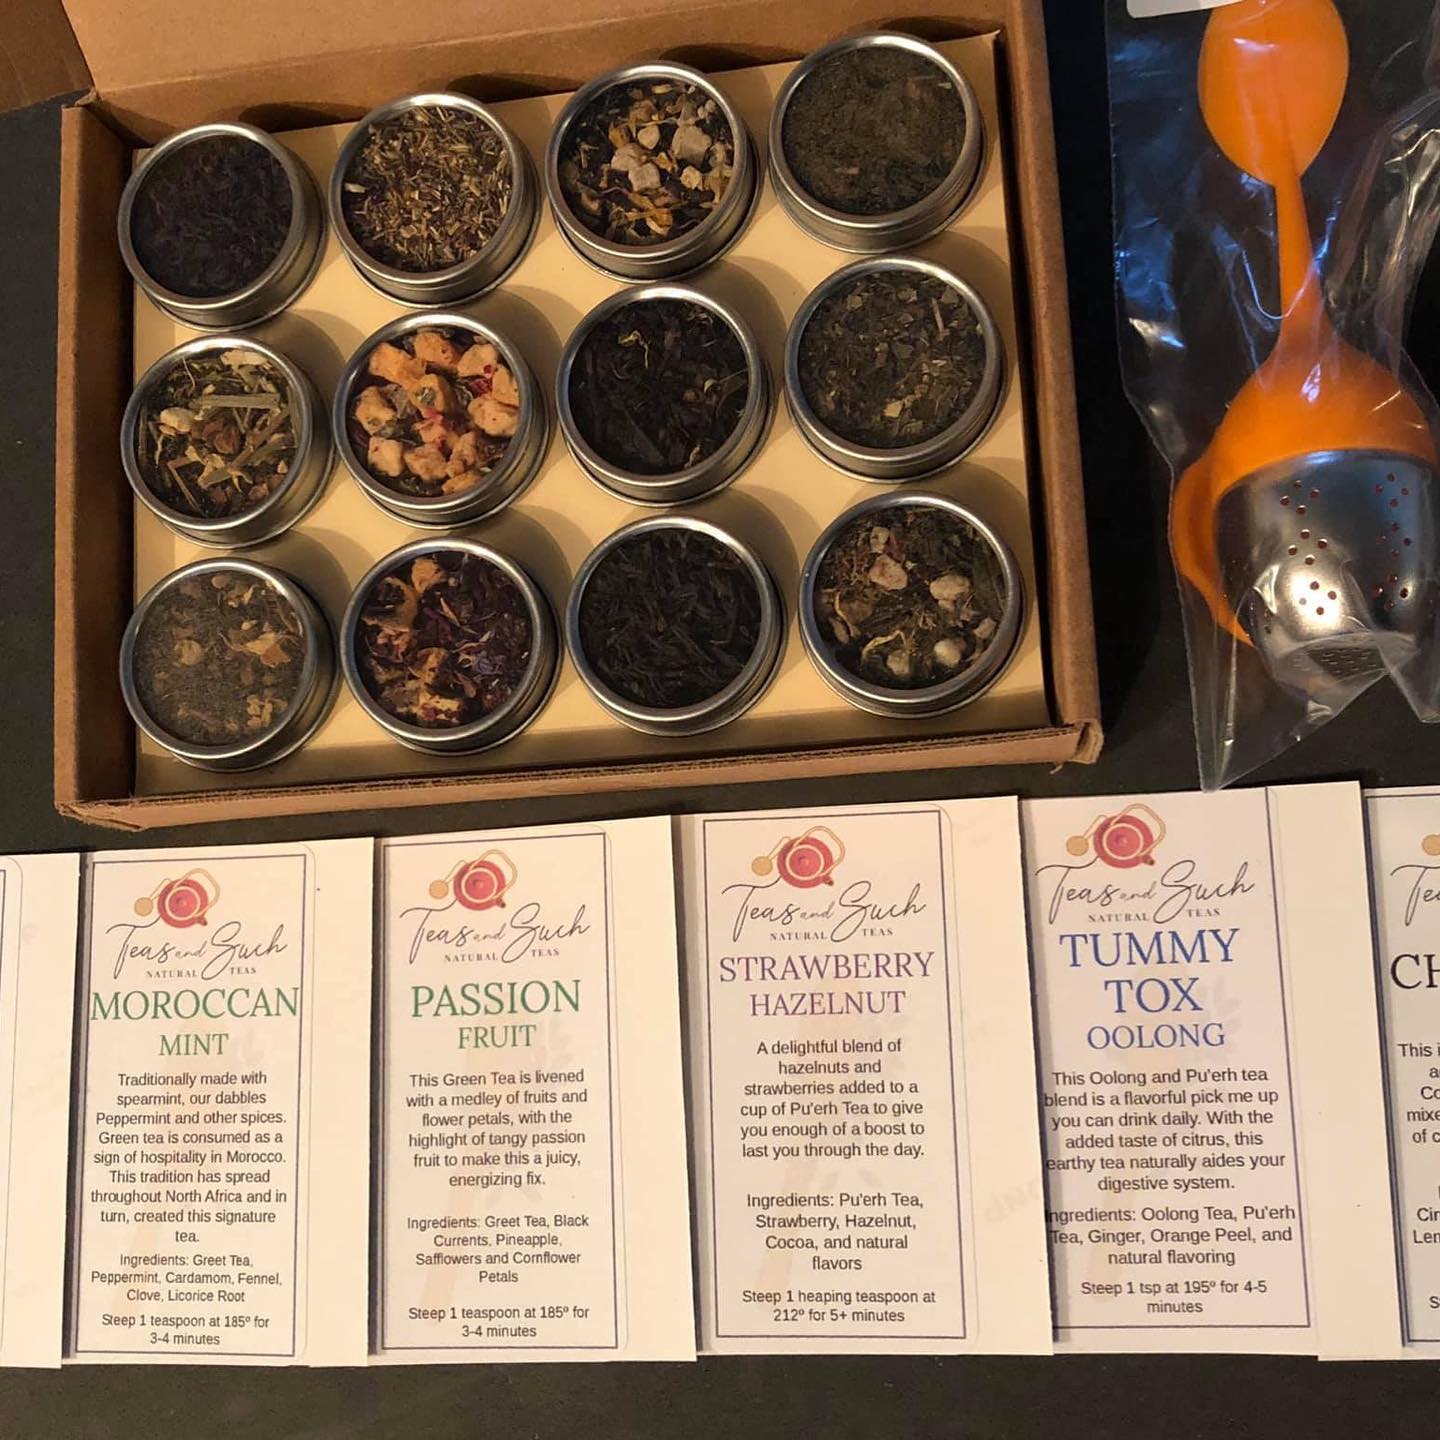 Teas and Such
NATURAL TEAS
MOROCCAN
MINT
Traditionally made with
spearmint, our dabbles
Peppermint and other spices.
Green tea is consumed as a
sign of hospitality in Morocco.
This tradition has spread
throughout North Africa and in
turn, created this signature
tea.
Ingredients: Greet Tea,
Peppermint, Cardamom, Fennel,
Clove, Licorice Root
Steep 1 teaspoon at 185º for
3-4 minutes
Teas and Such
NATURAL TEAS
PASSION
FRUIT
This Green Tea is livened
with a medley of fruits and
flower petals, with the
highlight of tangy passion
fruit to make this a juicy,
energizing fix.
Ingredients: Greet Tea, Black
Currents, Pineapple,
Safflowers and Cornflower
Petals
Steep 1 teaspoon at 185º for
3-4 minutes
Teas and Such
NATURAL TEAS
STRAWBERRY
HAZELNUT
A delightful blend of
hazelnuts and
strawberries added to a
cup of Pu'erh Tea to give
you enough of a boost to
last you through the day.
Ingredients: Pu'erh Tea,
Strawberry, Hazelnut,
Cocoa, and natural
flavors
Steep 1 heaping teaspoon at
212º for 5+ minutes
Teas and Such
NATURAL TEAS
TUMMY
TOX
OOLONG
This Oolong and Pu'erh tea
blend is a flavorful pick me up
you can drink daily. With the
added taste of citrus, this
earthy tea naturally aides your
digestive system.
Ingredients: Oolong Tea, Pu'erh
Tea, Ginger, Orange Peel, and
natural flavoring
Steep 1 tsp at 195º for 4-5
minutes
This